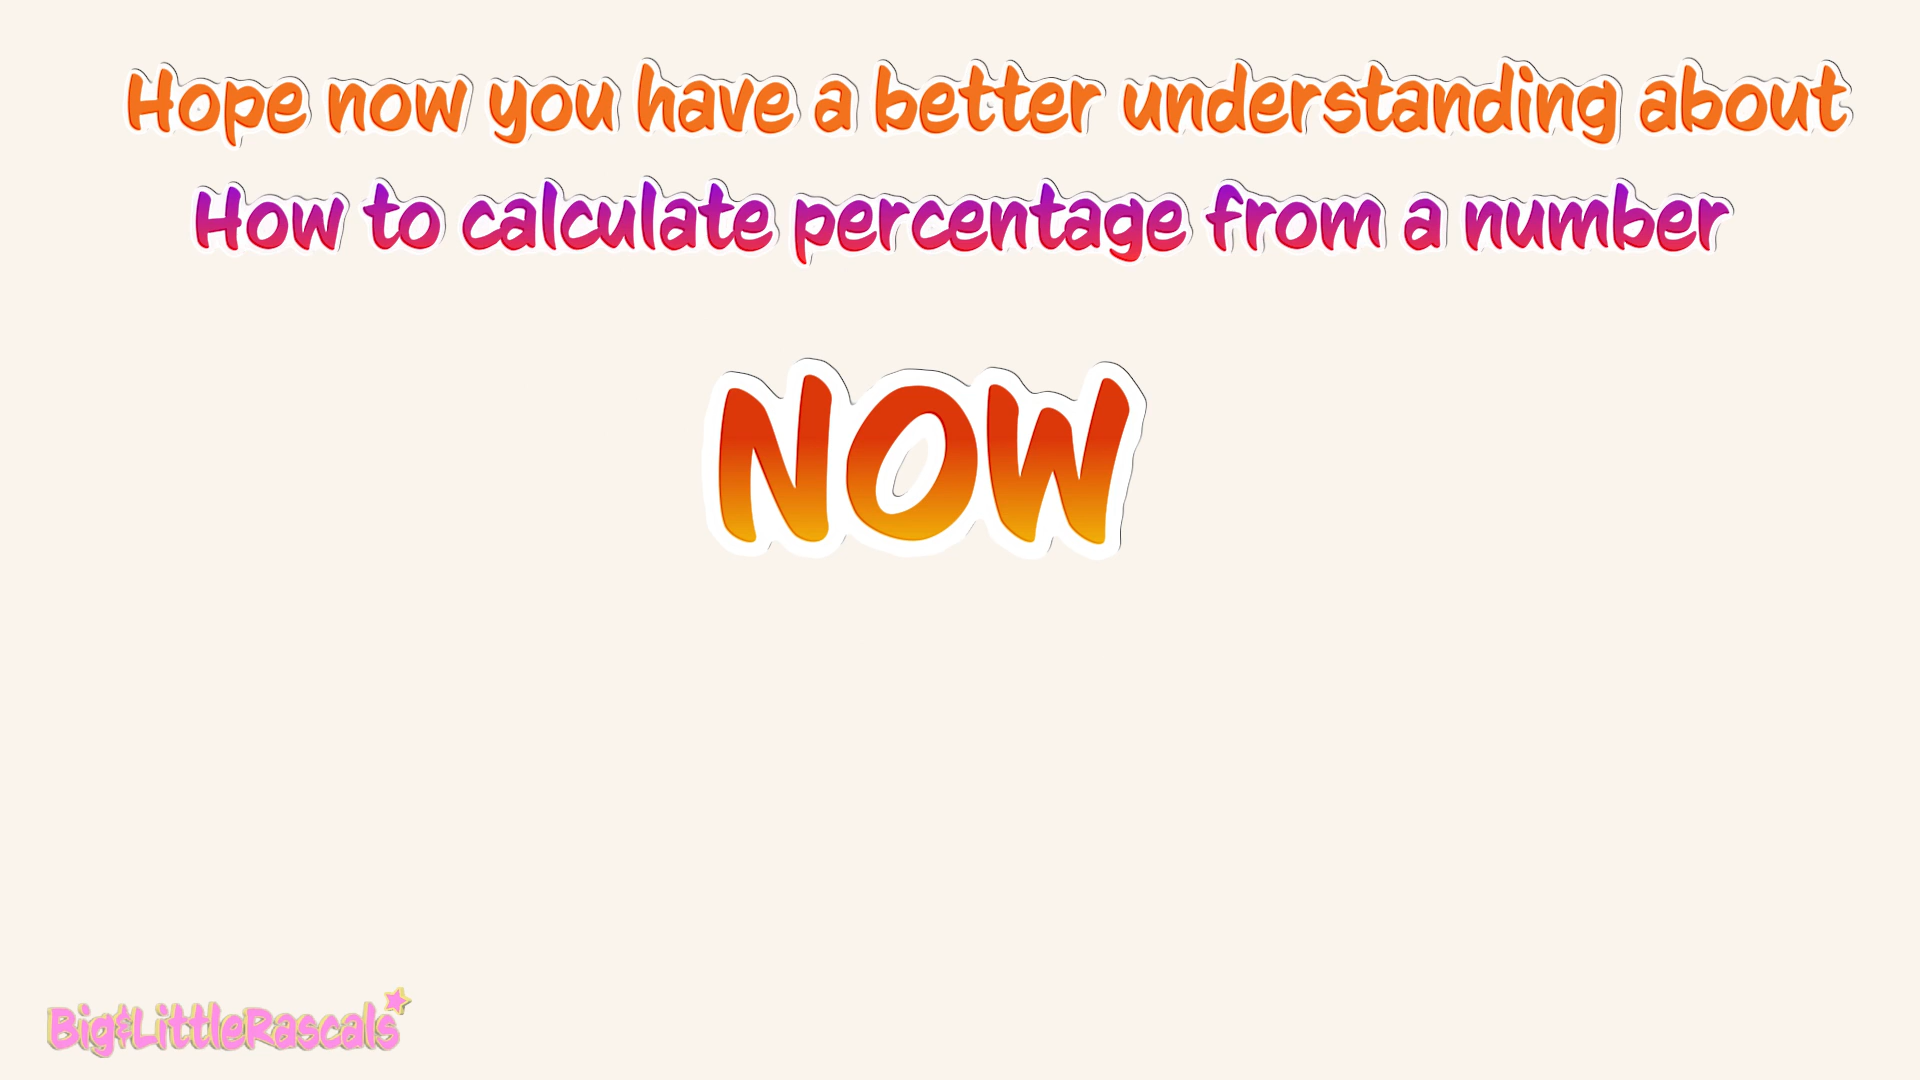 Hope now you have a better understanding about
How to calculate percentage from a number
NOW
Big&LittleRascals